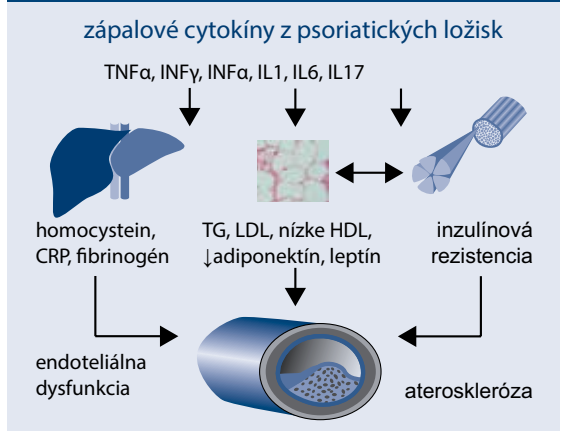 zápalové cytokíny z psoriatických ložísk
TNFα, INFγ, INFα, IL1, IL6, IL17
homocystein,
CRP, fibrinogén
TG, LDL, nízke HDL,
↓adiponektín, leptín
inzulínová
rezistencia
endoteliálna
dysfunkcia
ateroskleróza